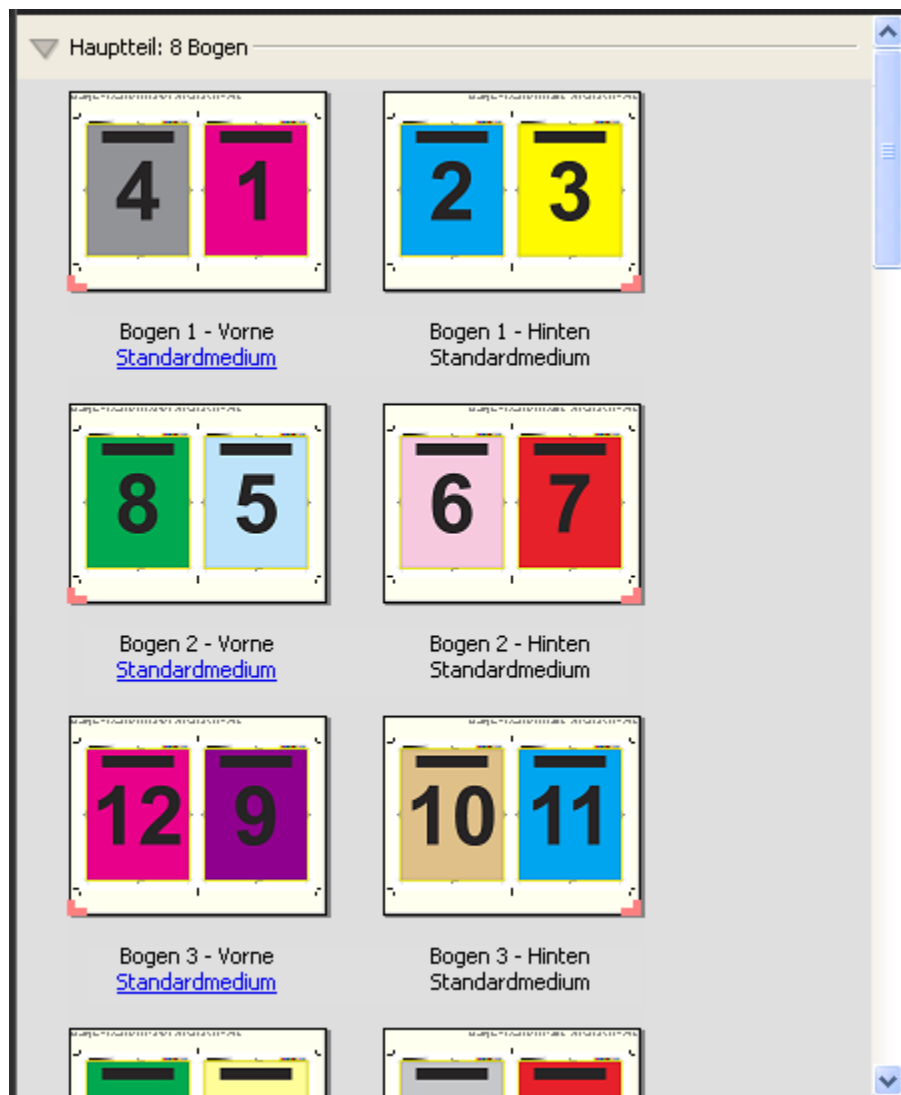 Hauptteil: 8 Bogen
4 1 2 3
Bogen 1 - Vorne Bogen 1 - Hinten
Standardmedium Standardmedium
8 5 6 7
Bogen 2 - Vorne Bogen 2 - Hinten
Standardmedium Standardmedium
12 9 10 11
Bogen 3 - Vorne Bogen 3 - Hinten
Standardmedium Standardmedium